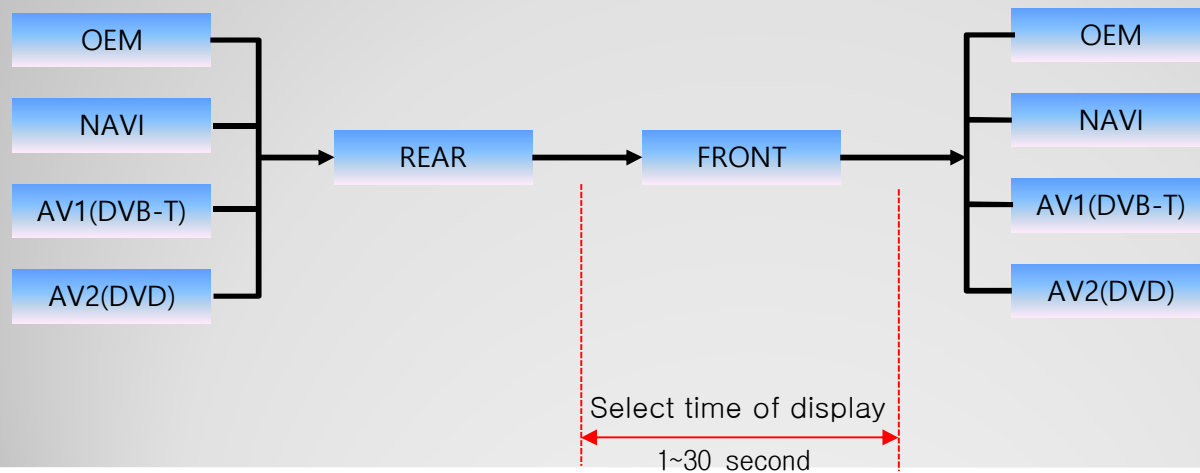 OEM
NAVI
AV1(DVB-T)
AV2(DVD)
REAR
FRONT
OEM
NAVI
AV1(DVB-T)
AV2(DVD)
Select time of display
1~30 second